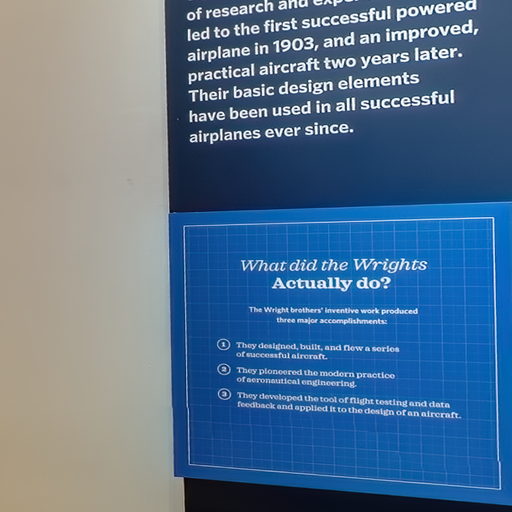 of research and
led to the first successful powered
airplane in 1903, and an improved,
practical aircraft two years later.
Their basic design elements
have been used in all successful
airplanes ever since.
What did the Wrights
Actually do?
The Wright brothers' inventive work produced
three major accomplishments:
1 They designed, built, and flew a series
of successful aircraft.
2 They pioneered the modern practice
of aeronautical engineering.
3 They developed the tool of flight testing and data
feedback and applied it to the design of an aircraft.